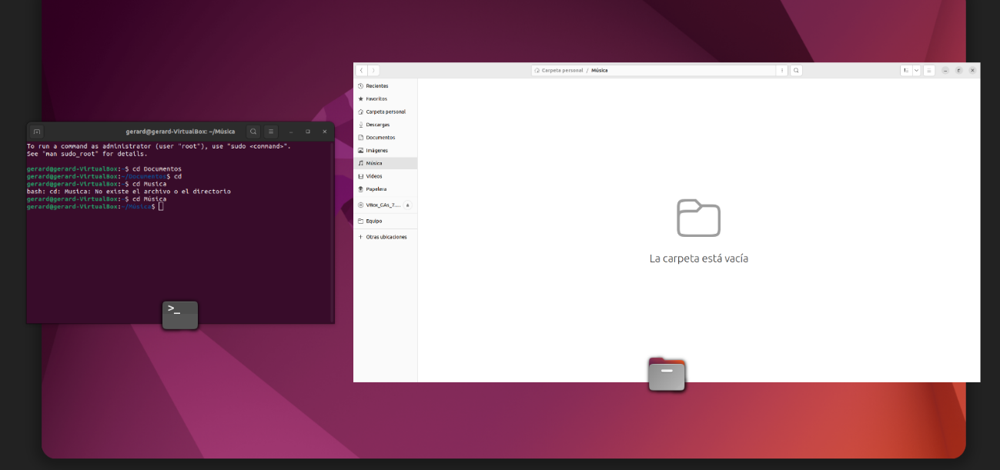 gerard@gerard-VirtualBox: ~/Música
To run a command as administrator (user "root"), use "sudo <command>".
See "man sudo_root" for details.
gerard@gerard-VirtualBox:~$ cd Documentos
gerard@gerard-VirtualBox:~/Documentos$ cd
gerard@gerard-VirtualBox:~$ cd Musica
bash: cd: Musica: No existe el archivo o el directorio
gerard@gerard-VirtualBox:~$ cd Música
gerard@gerard-VirtualBox:~/Música$
>_
Carpeta personal / Música
Recientes
Favoritos
Carpeta personal
Descargas
Documentos
Imágenes
Música
Vídeos
Papelera
VBox_GAs_7....
Equipo
+ Otras ubicaciones
La carpeta está vacía